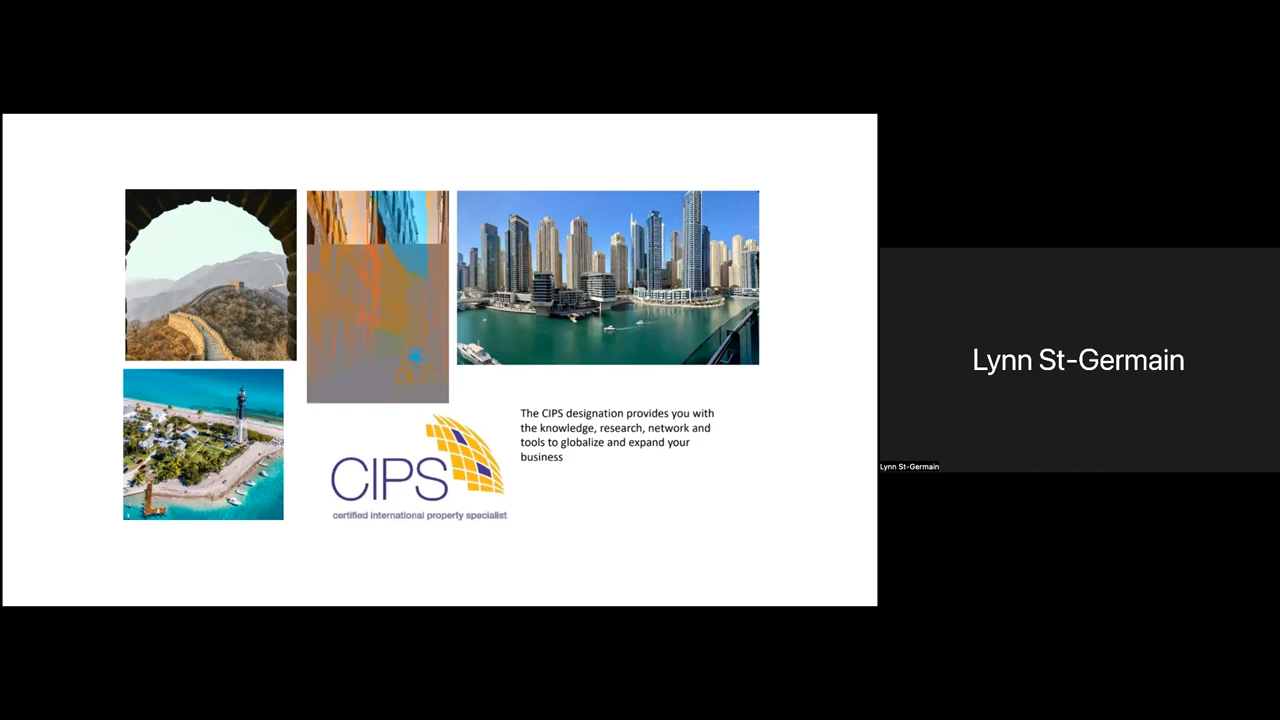 The CIPS designation provides you with
the knowledge, research, network and
tools to globalize and expand your
business
CIPS
certified international property specialist
Lynn St-Germain
Lynn St-Germain